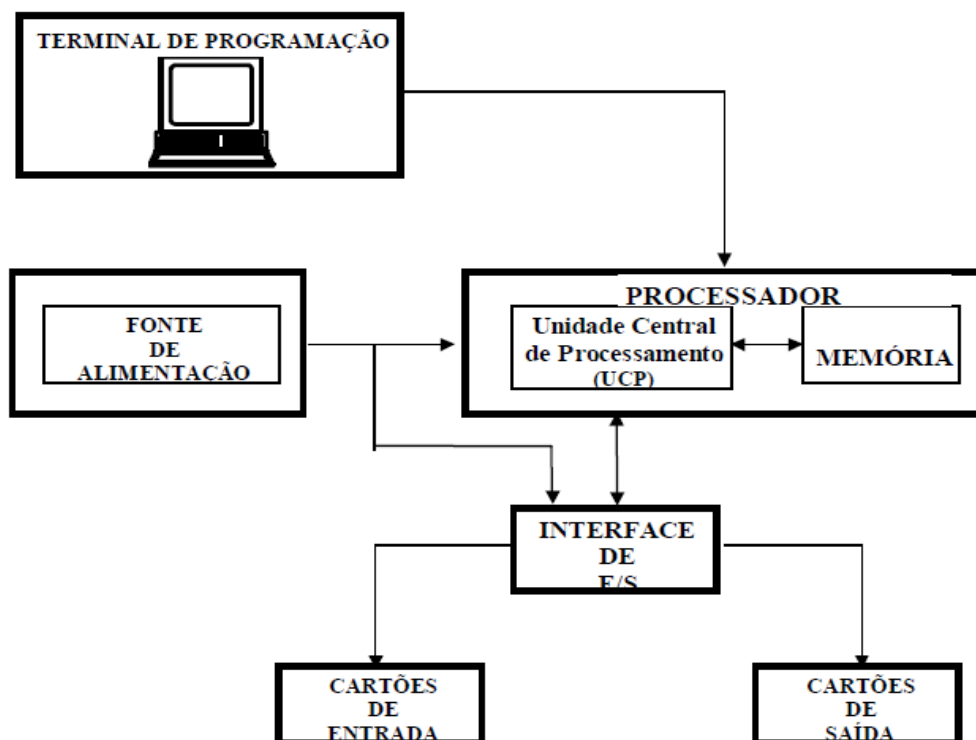 TERMINAL DE PROGRAMAÇÃO
FONTE
DE
ALIMENTAÇÃO
PROCESSADOR
Unidade Central
de Processamento
(UCP)
MEMÓRIA
INTERFACE
DE
E/S
CARTÕES
DE
ENTRADA
CARTÕES
DE
SAÍDA